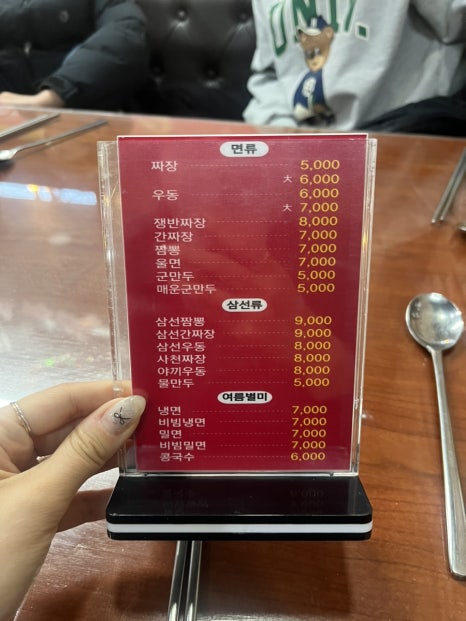 UNIV.
면류
짜장 5,000
大 6,000
우동 6,000
大 7,000
쟁반짜장 8,000
간짜장 7,000
짬뽕 7,000
울면 7,000
군만두 5,000
매운군만두 5,000
삼선류
삼선짬뽕 9,000
삼선간짜장 9,000
삼선우동 8,000
사천짜장 8,000
야끼우동 8,000
물만두 5,000
여름별미
냉면 7,000
비빔냉면 7,000
밀면 7,000
비빔밀면 7,000
콩국수 6,000